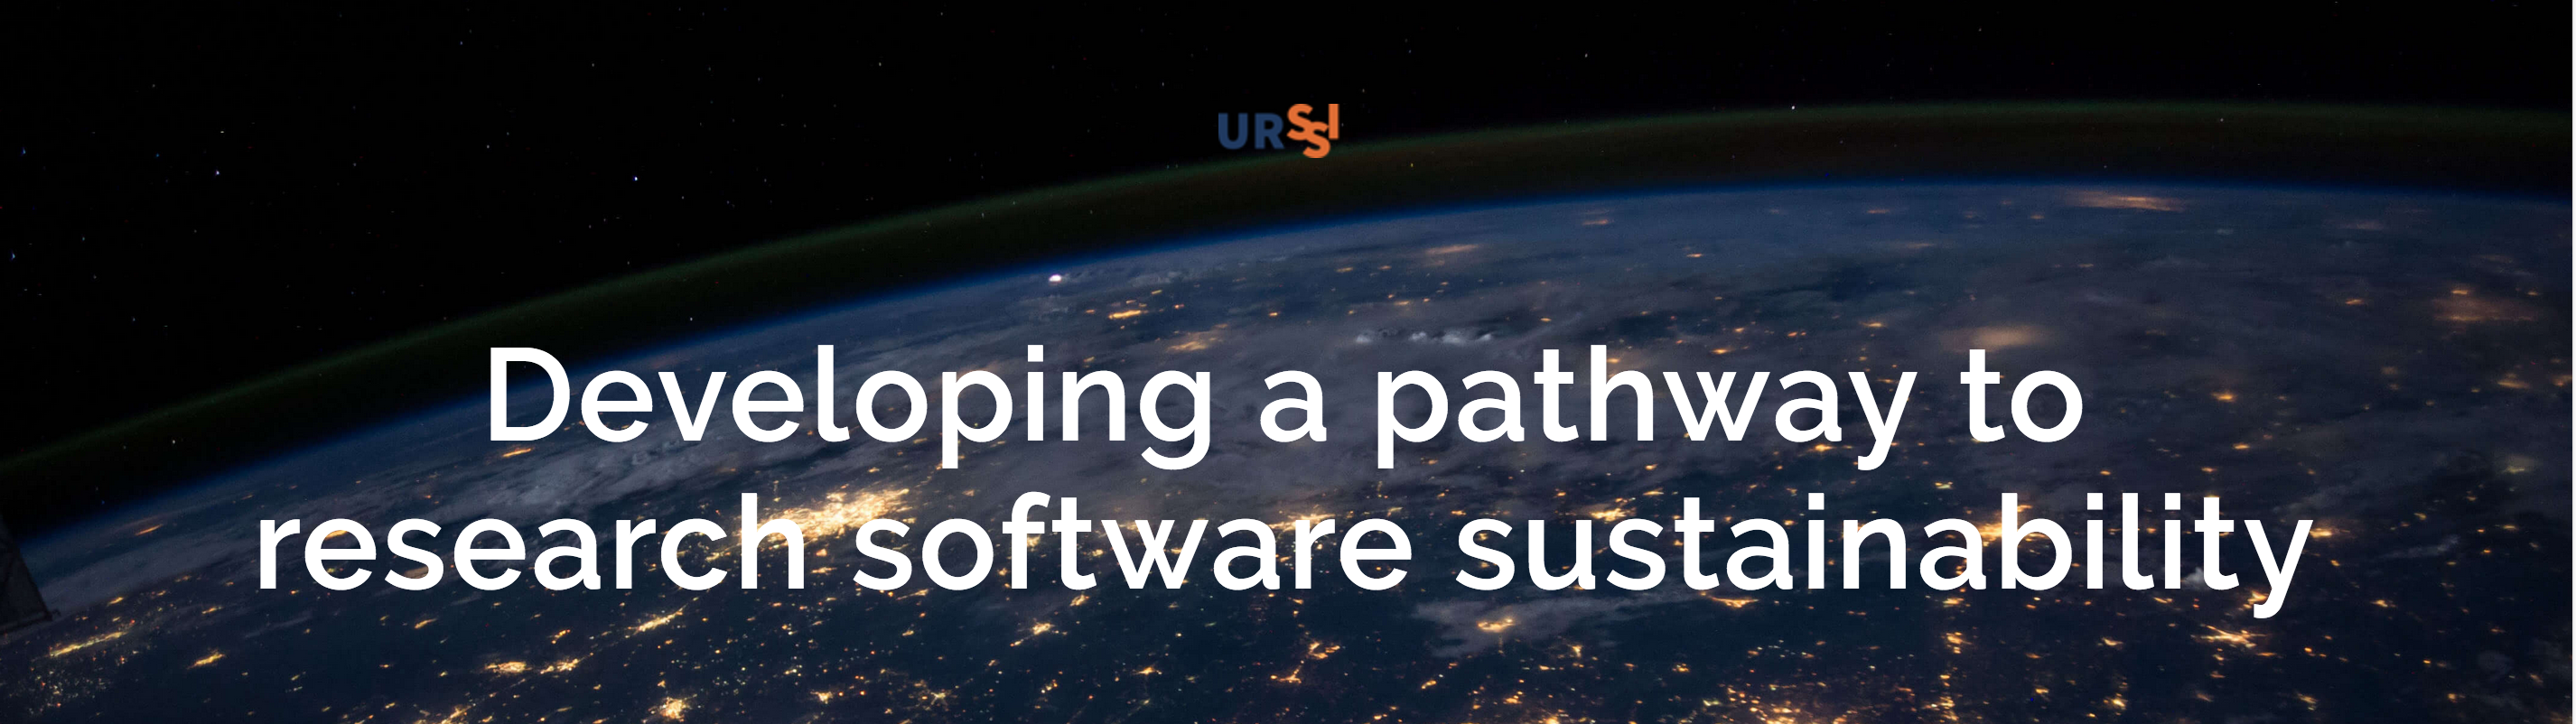 URSSI
Developing a pathway to
research software sustainability